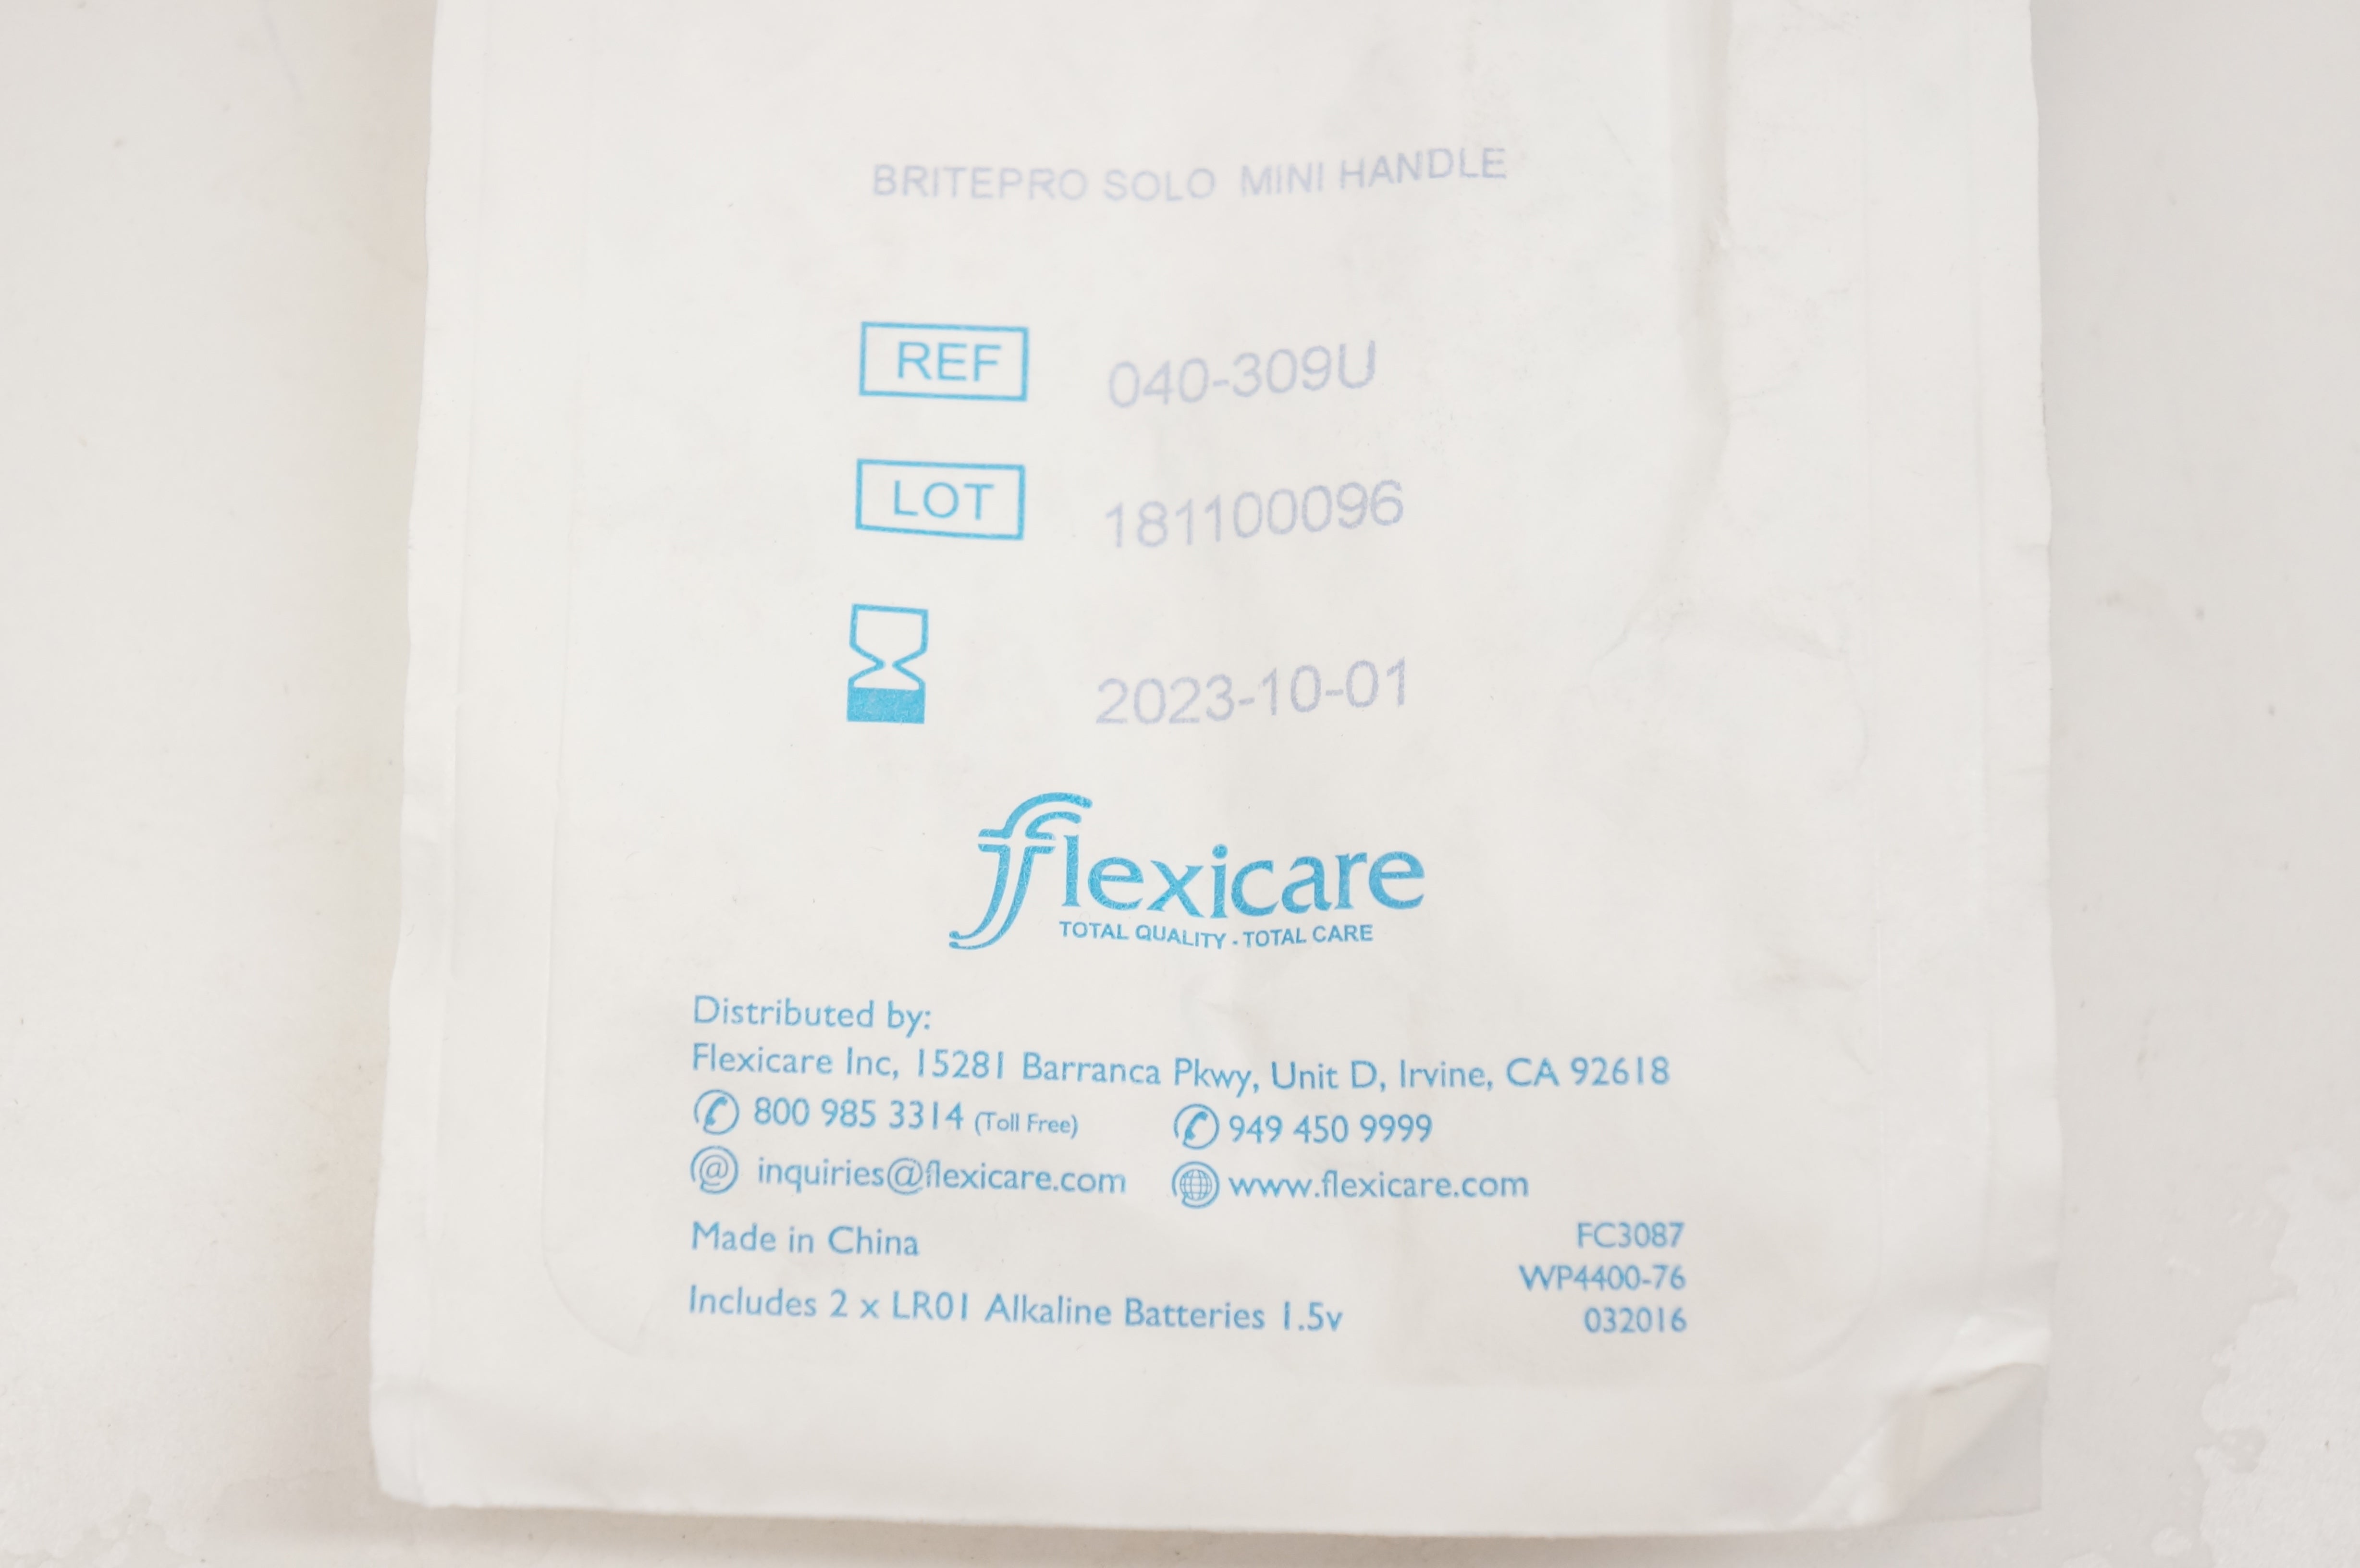 BRITEPRO SOLO MINI HANDLE
REF 040-309U
LOT 181100096
2023-10-01
flexicare
TOTAL QUALITY - TOTAL CARE
Distributed by:
Flexicare Inc, 15281 Barranca Pkwy, Unit D, Irvine, CA 92618
800 985 3314 (Toll Free) 949 450 9999
@ inquiries@flexicare.com www.flexicare.com
Made in China
FC3087
WP4400-76
Includes 2 x LR01 Alkaline Batteries 1.5v
032016